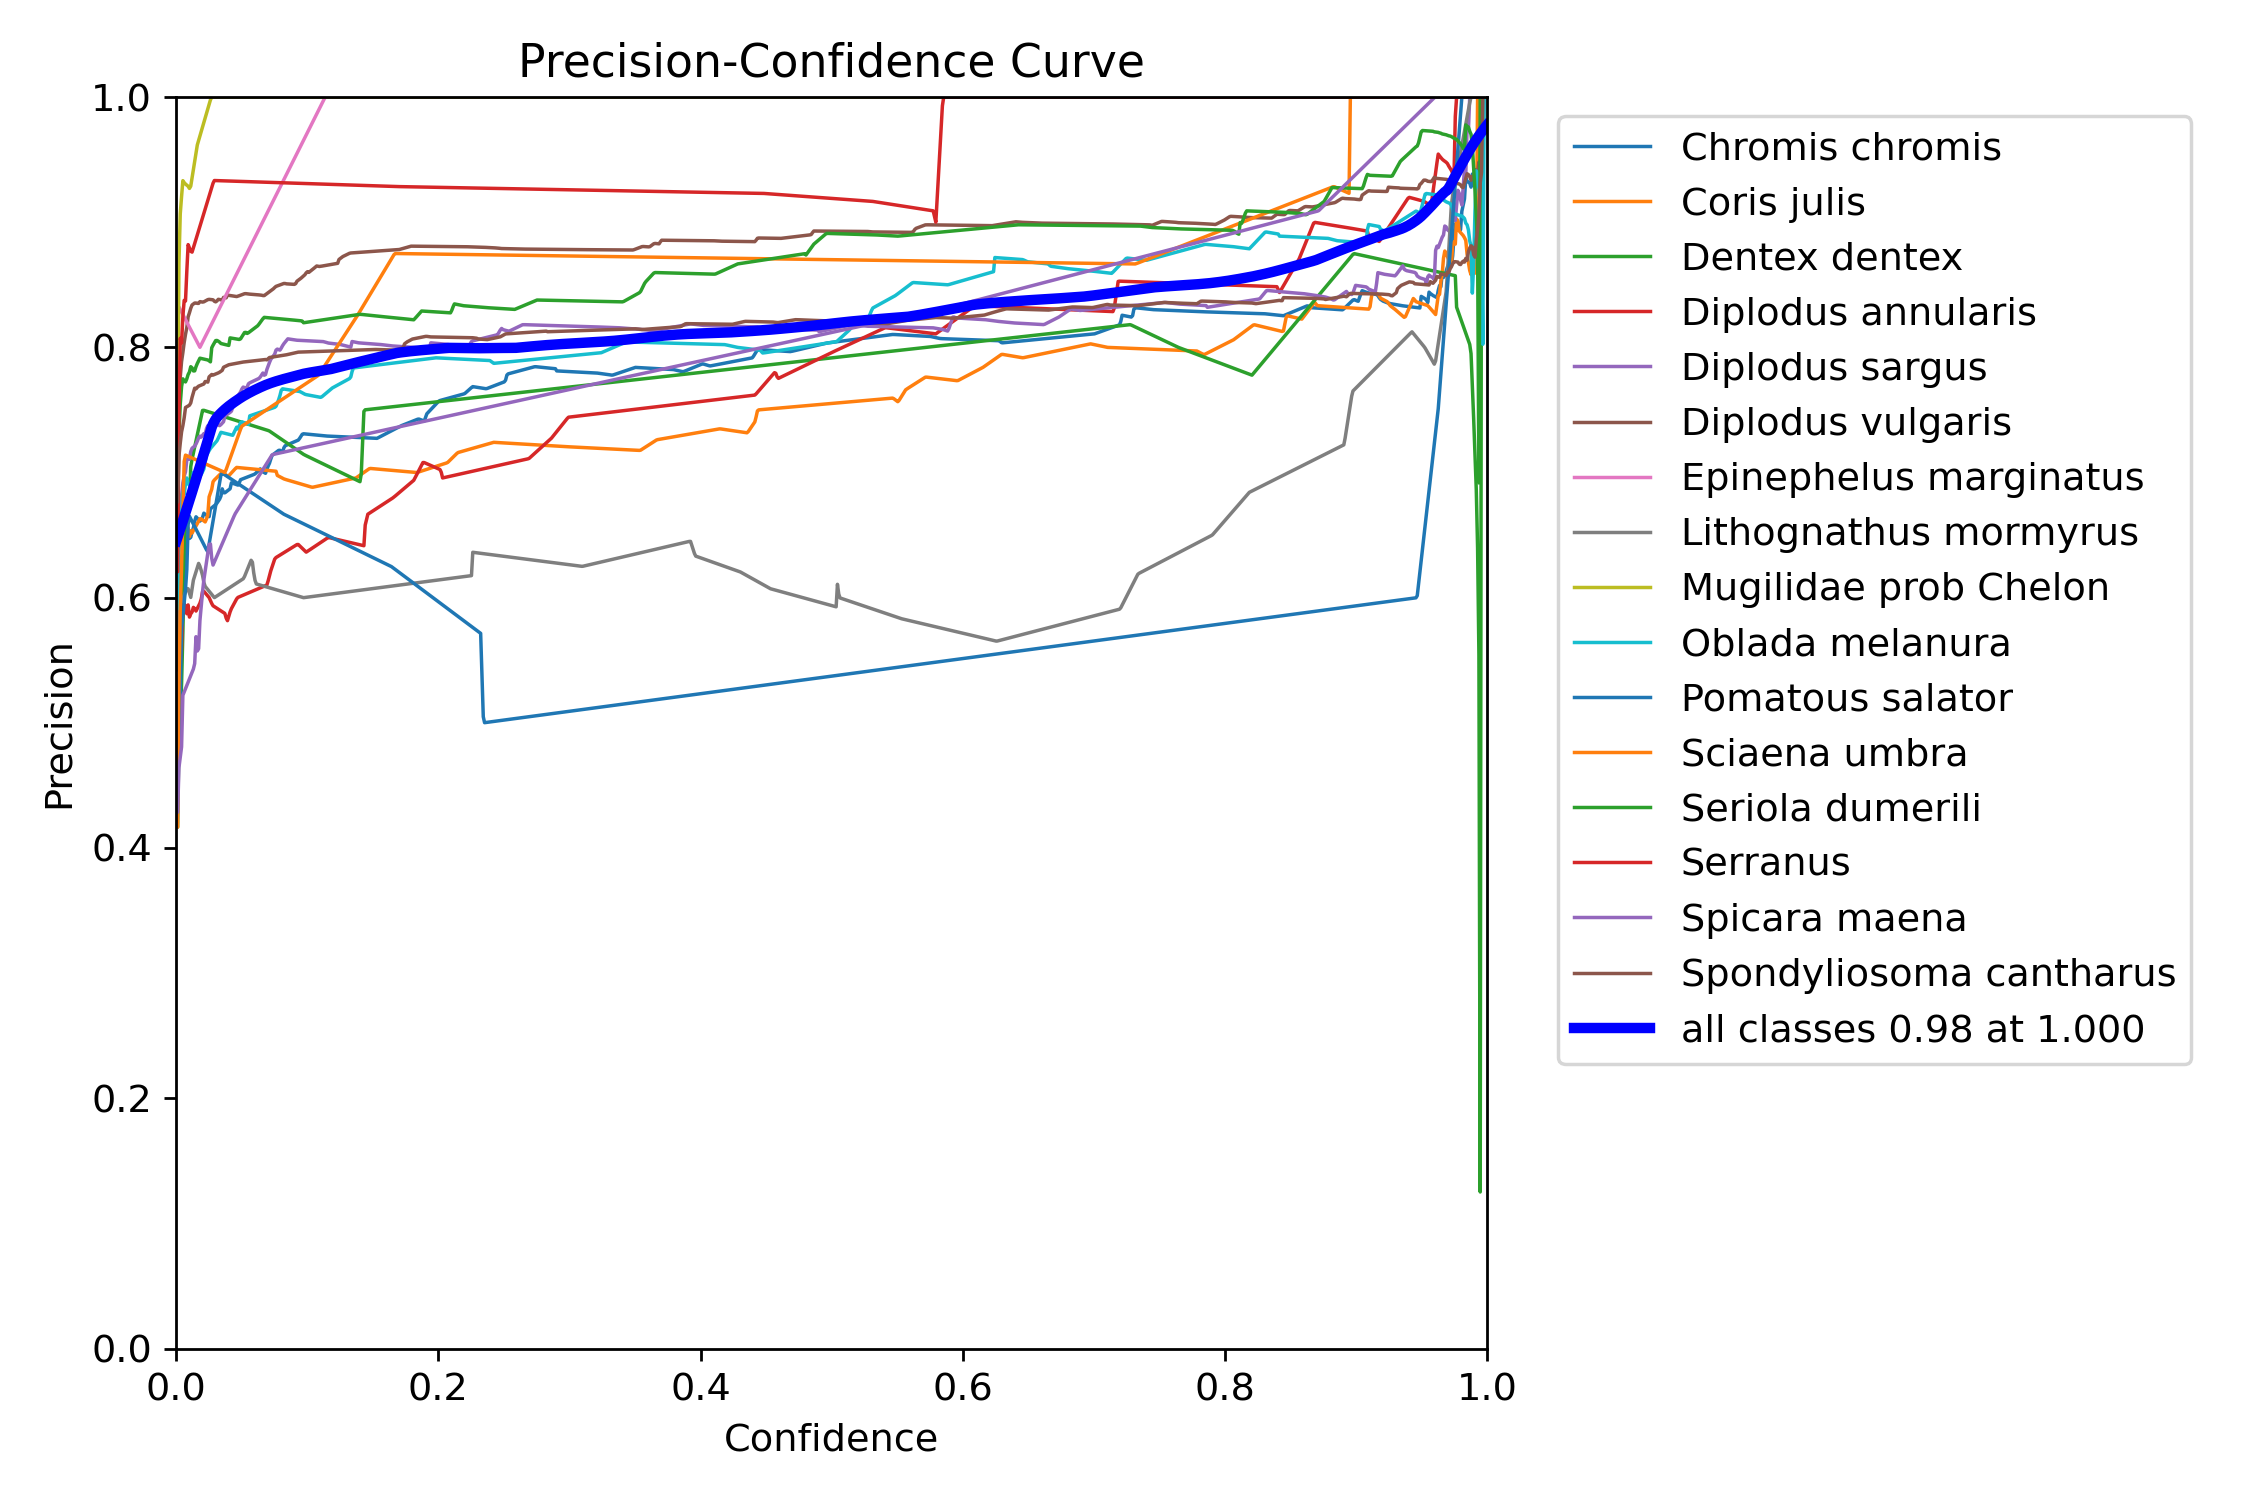 Precision-Confidence Curve
1.0
0.8
0.6
0.4
0.2
0.0
Precision
0.0 0.2 0.4 0.6 0.8 1.0
Confidence
Chromis chromis
Coris julis
Dentex dentex
Diplodus annularis
Diplodus sargus
Diplodus vulgaris
Epinephelus marginatus
Lithognathus mormyrus
Mugilidae prob Chelon
Oblada melanura
Pomatous salator
Sciaena umbra
Seriola dumerili
Serranus
Spicara maena
Spondyliosoma cantharus
all classes 0.98 at 1.000